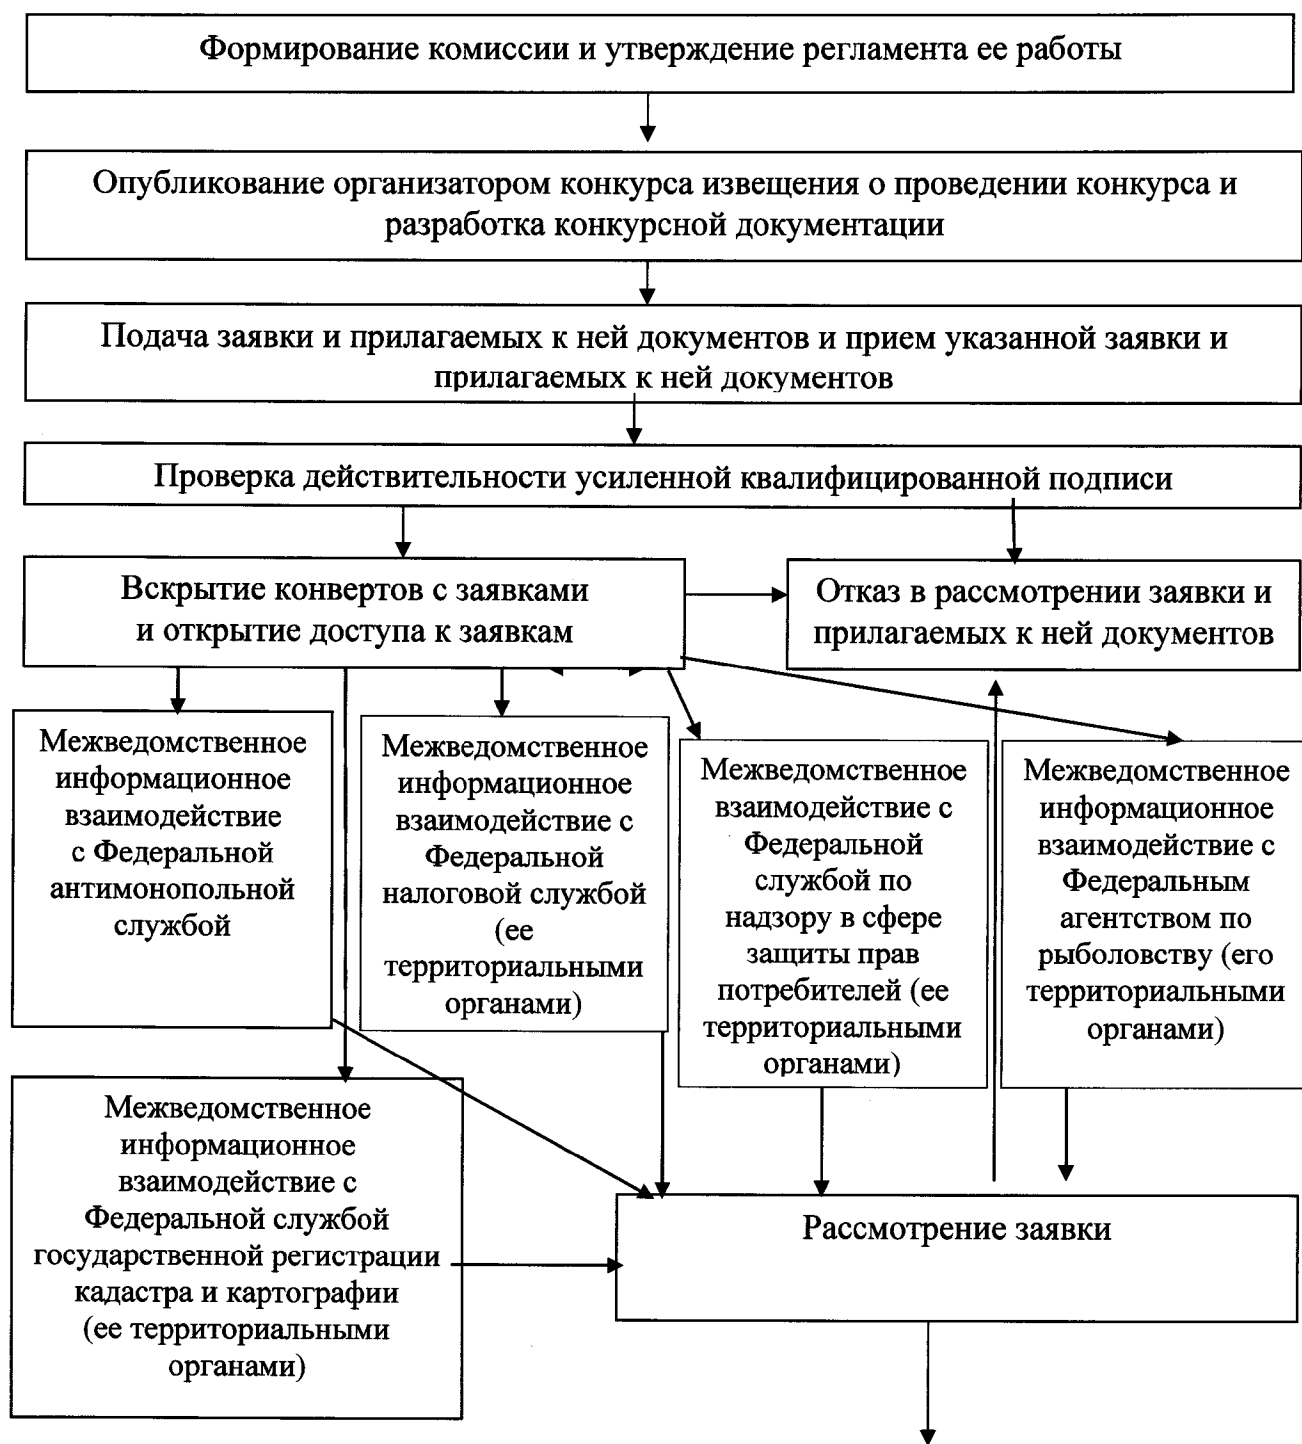 Формирование комиссии и утверждение регламента ее работы
Опубликование организатором конкурса извещения о проведении конкурса и
разработка конкурсной документации
Подача заявки и прилагаемых к ней документов и прием указанной заявки и
прилагаемых к ней документов
Проверка действительности усиленной квалифицированной подписи
Вскрытие конвертов с заявками
и открытие доступа к заявкам
Отказ в рассмотрении заявки и
прилагаемых к ней документов
Межведомственное
информационное
взаимодействие
с Федеральной
антимонопольной
службой
Межведомственное
информационное
взаимодействие с
Федеральной
налоговой службой
(ее
территориальными
органами)
Межведомственное
взаимодействие с
Федеральной
службой по
надзору в сфере
защиты прав
потребителей (ее
территориальными
органами)
Межведомственное
информационное
взаимодействие с
Федеральным
агентством по
рыболовству (его
территориальными
органами)
Межведомственное
информационное
взаимодействие с
Федеральной службой
государственной регистрации
кадастра и картографии
(ее территориальными
органами)
Рассмотрение заявки